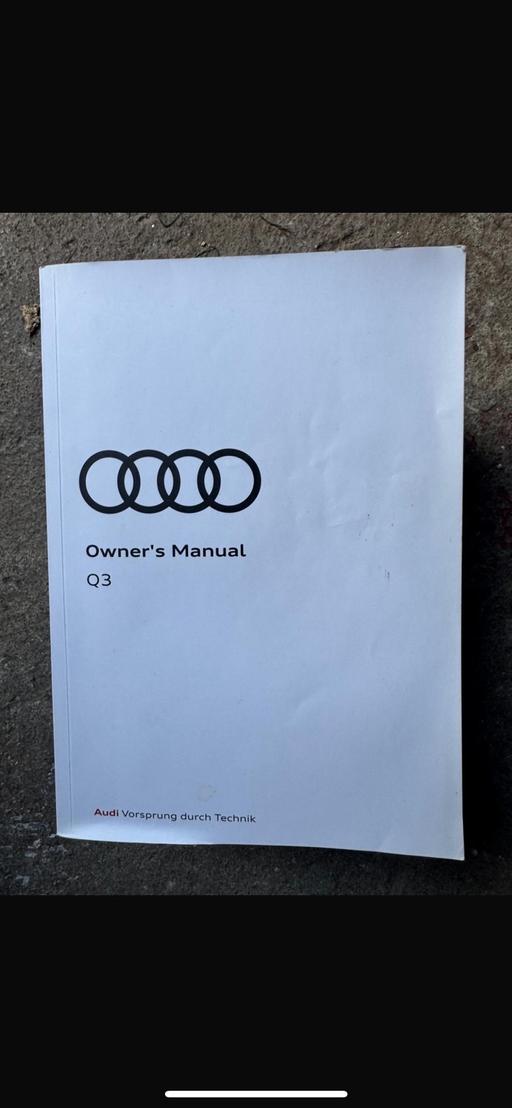 Owner's Manual
Q3
Audi Vorsprung durch Technik